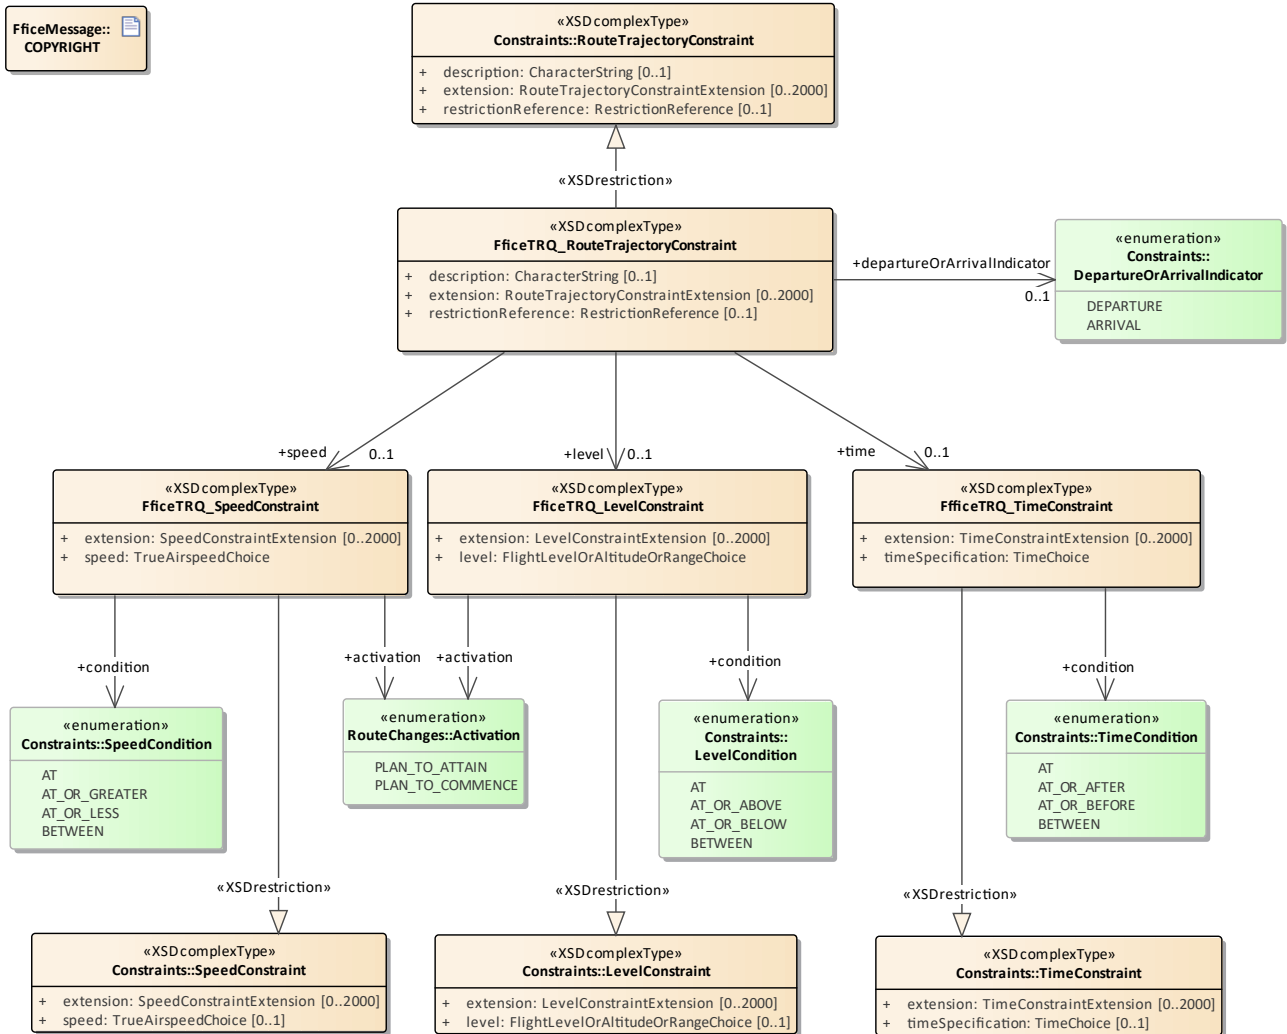 FficeMessage::
COPYRIGHT
«XSDcomplexType»
Constraints::RouteTrajectoryConstraint
+ description: CharacterString [0..1]
+ extension: RouteTrajectoryConstraintExtension [0..2000]
+ restrictionReference: RestrictionReference [0..1]
«XSDrestriction»
«XSDcomplexType»
FficeTRQ_RouteTrajectoryConstraint
+ description: CharacterString [0..1]
+ extension: RouteTrajectoryConstraintExtension [0..2000]
+ restrictionReference: RestrictionReference [0..1]
+departureOrArrivalIndicator
0..1
«enumeration»
Constraints::
DepartureOrArrivalIndicator
DEPARTURE
ARRIVAL
+speed
0..1
+level
0..1
+time
0..1
«XSDcomplexType»
FficeTRQ_SpeedConstraint
+ extension: SpeedConstraintExtension [0..2000]
+ speed: TrueAirspeedChoice
«XSDcomplexType»
FficeTRQ_LevelConstraint
+ extension: LevelConstraintExtension [0..2000]
+ level: FlightLevelOrAltitudeOrRangeChoice
«XSDcomplexType»
FfficeTRQ_TimeConstraint
+ extension: TimeConstraintExtension [0..2000]
+ timeSpecification: TimeChoice
+condition
+activation
+activation
+condition
+condition
«enumeration»
Constraints::SpeedCondition
AT
AT_OR_GREATER
AT_OR_LESS
BETWEEN
«enumeration»
RouteChanges::Activation
PLAN_TO_ATTAIN
PLAN_TO_COMMENCE
«enumeration»
Constraints::
LevelCondition
AT
AT_OR_ABOVE
AT_OR_BELOW
BETWEEN
«enumeration»
Constraints::TimeCondition
AT
AT_OR_AFTER
AT_OR_BEFORE
BETWEEN
«XSDrestriction»
«XSDrestriction»
«XSDrestriction»
«XSDcomplexType»
Constraints::SpeedConstraint
+ extension: SpeedConstraintExtension [0..2000]
+ speed: TrueAirspeedChoice [0..1]
«XSDcomplexType»
Constraints::LevelConstraint
+ extension: LevelConstraintExtension [0..2000]
+ level: FlightLevelOrAltitudeOrRangeChoice [0..1]
«XSDcomplexType»
Constraints::TimeConstraint
+ extension: TimeConstraintExtension [0..2000]
+ timeSpecification: TimeChoice [0..1]